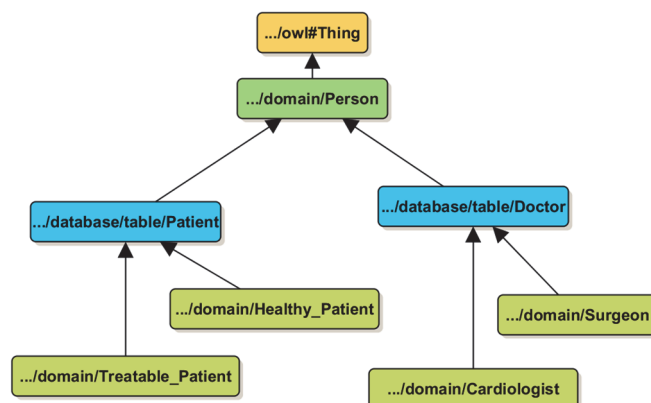 .../owl#Thing
.../domain/Person
.../database/table/Patient
.../database/table/Doctor
.../domain/Healthy_Patient
.../domain/Surgeon
.../domain/Treatable_Patient
.../domain/Cardiologist